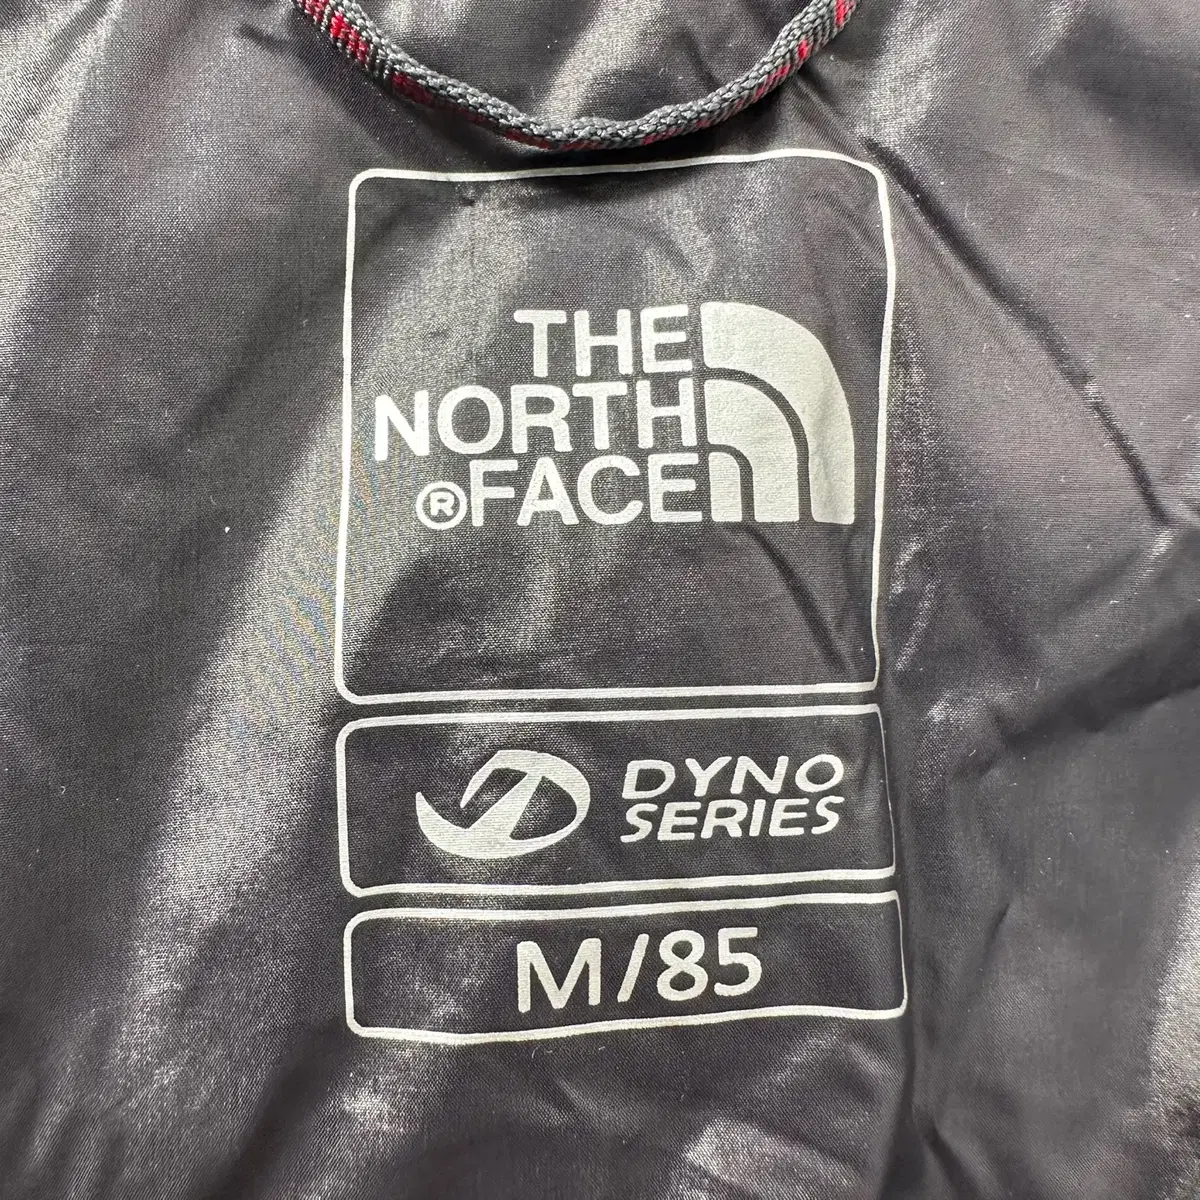 THE
NORTH
®FACE
DYNO
SERIES
M/85